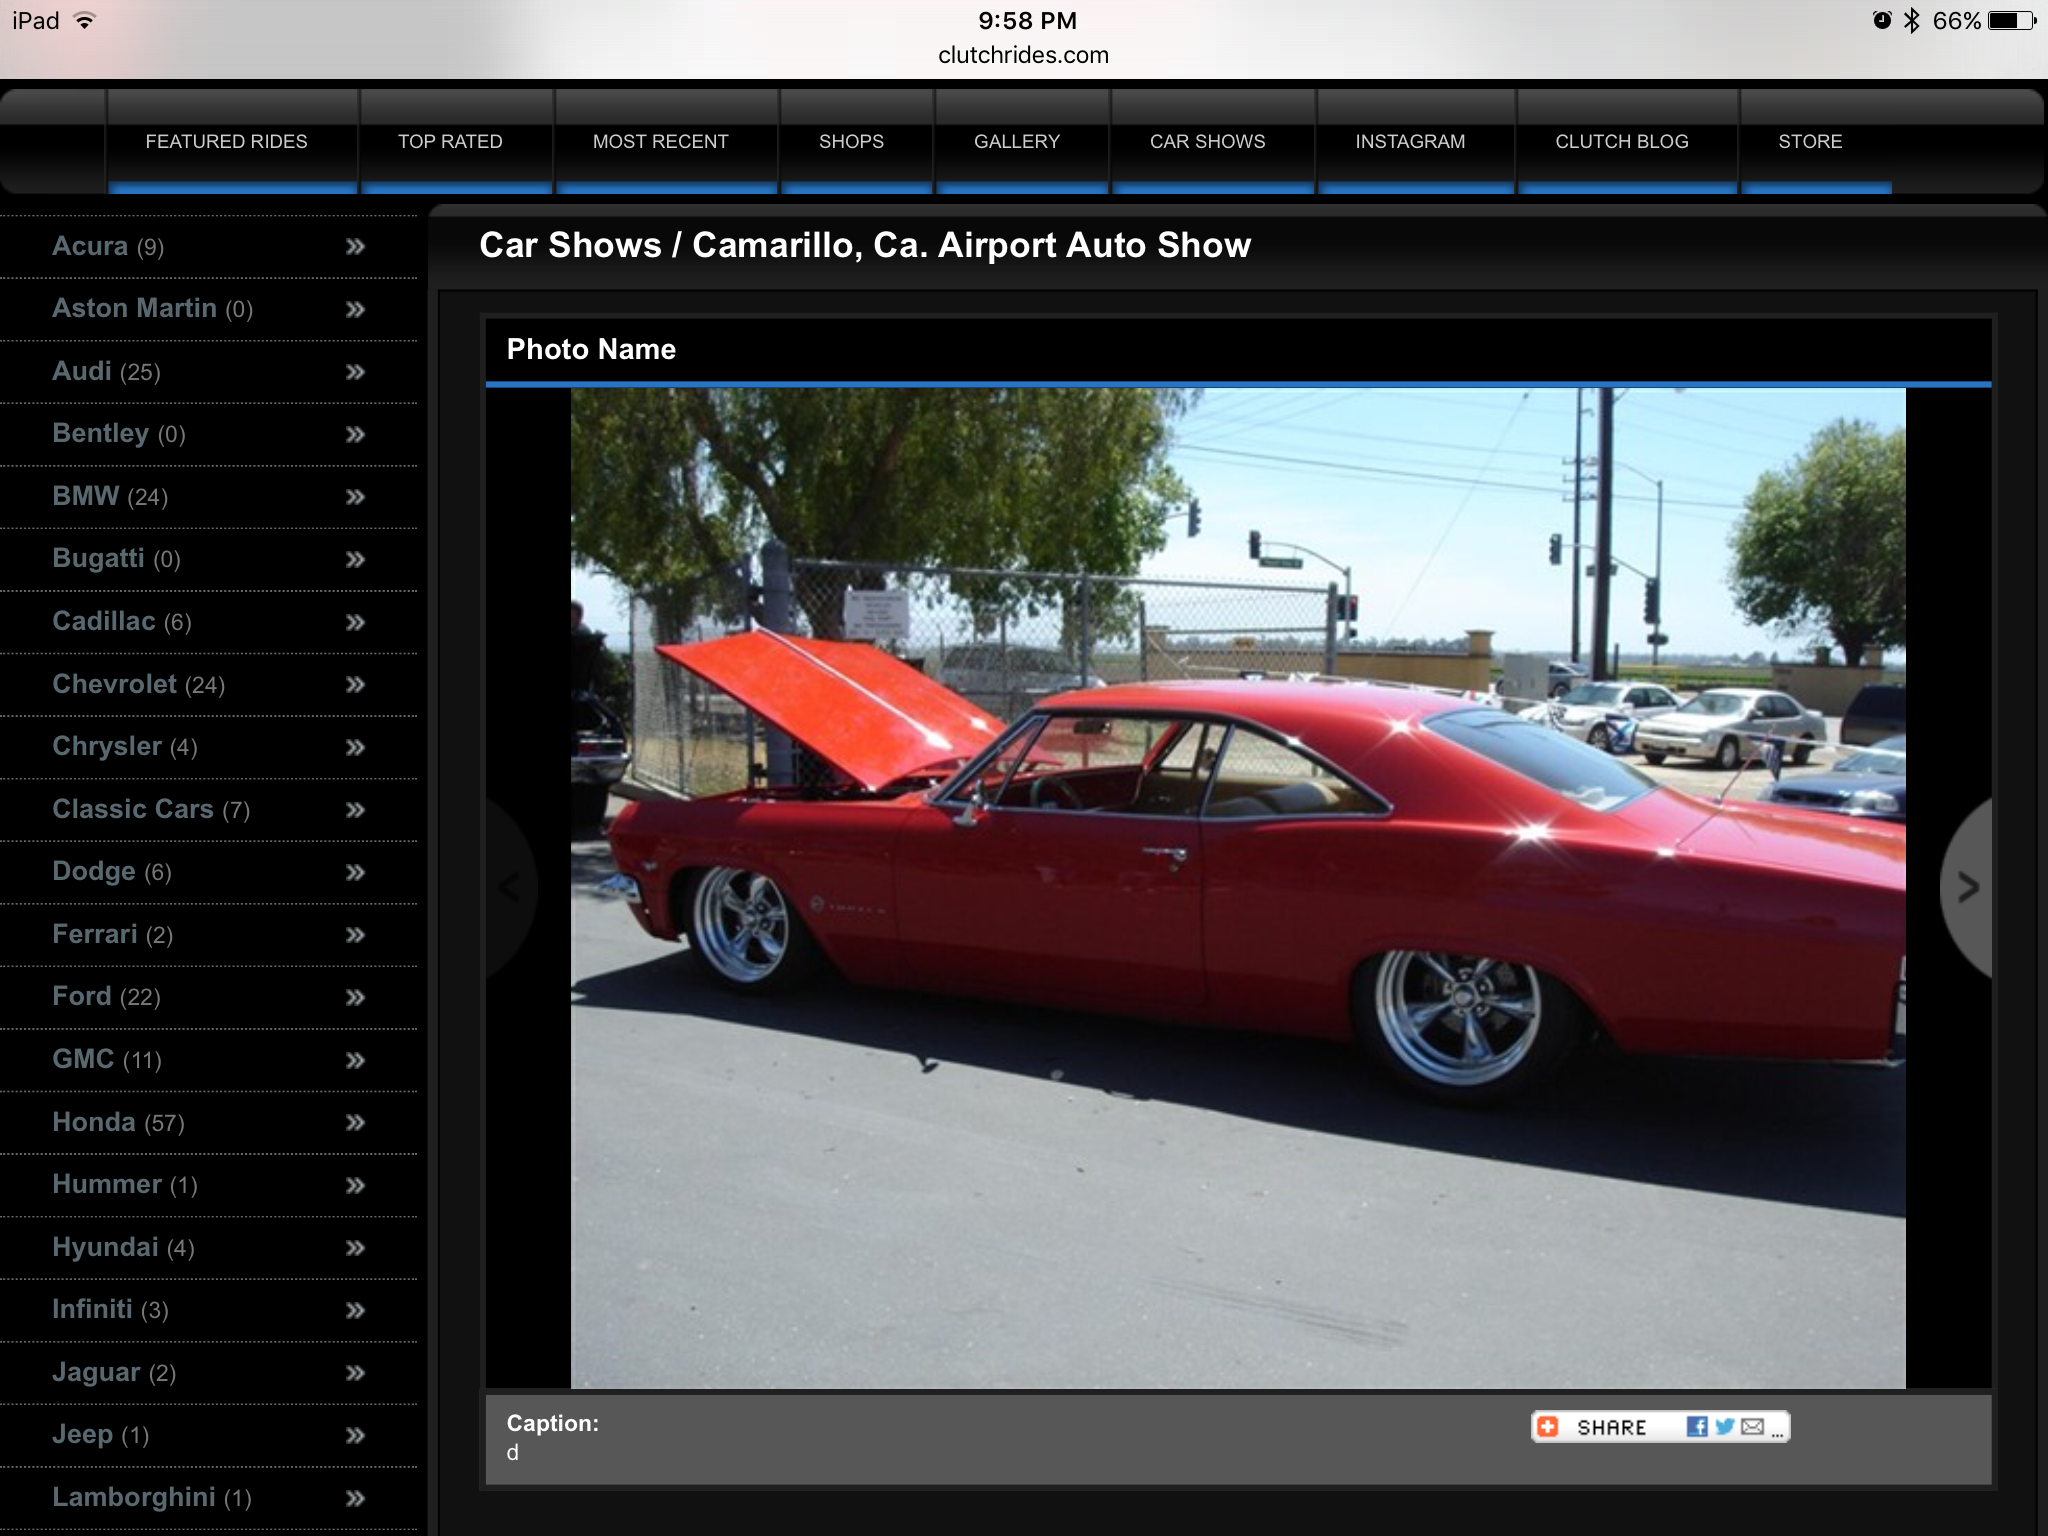 iPad 9:58 PM 66%
clutchrides.com
FEATURED RIDES TOP RATED MOST RECENT SHOPS GALLERY CAR SHOWS INSTAGRAM CLUTCH BLOG STORE
Acura (9)
Aston Martin (0)
Audi (25)
Bentley (0)
BMW (24)
Bugatti (0)
Cadillac (6)
Chevrolet (24)
Chrysler (4)
Classic Cars (7)
Dodge (6)
Ferrari (2)
Ford (22)
GMC (11)
Honda (57)
Hummer (1)
Hyundai (4)
Infiniti (3)
Jaguar (2)
Jeep (1)
Lamborghini (1)
Car Shows / Camarillo, Ca. Airport Auto Show
Photo Name
Caption:
d
SHARE ...